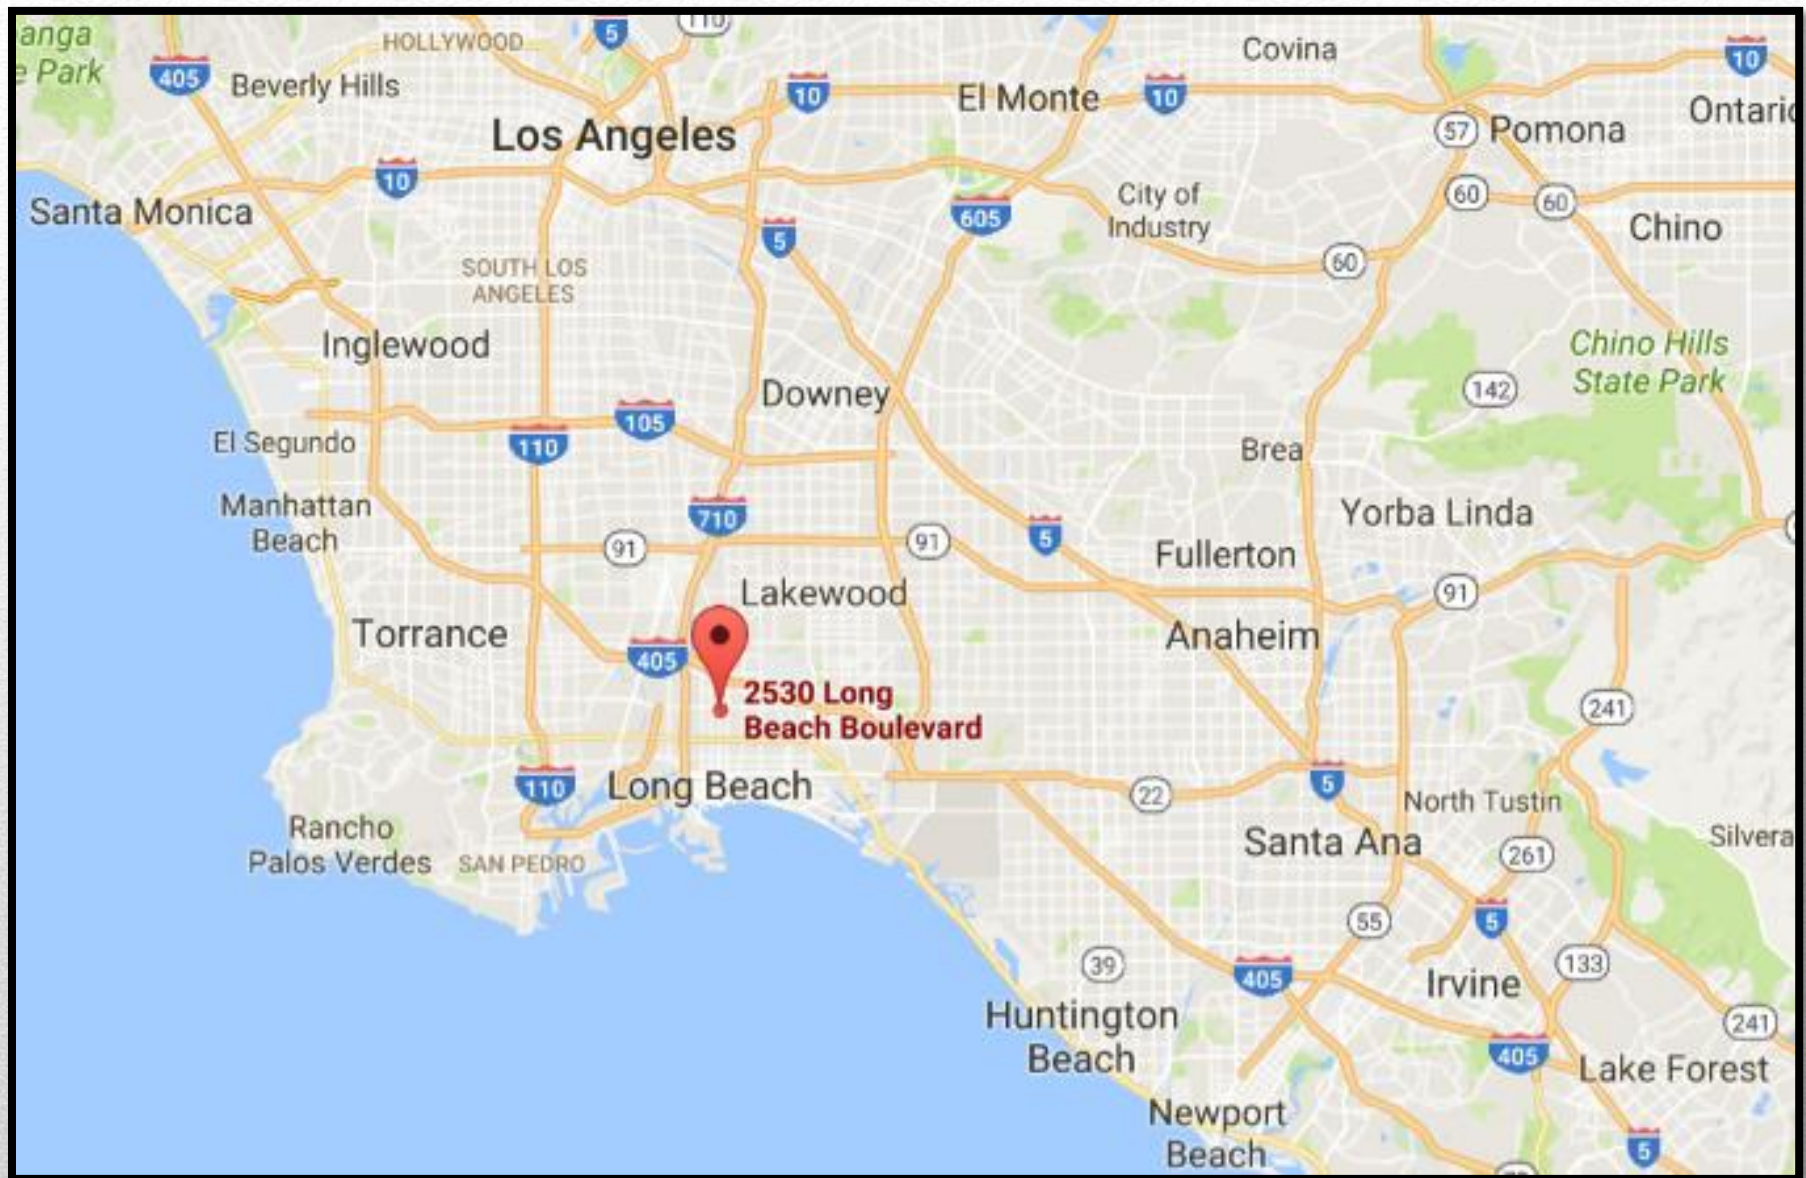 anga
e Park
405
HOLLYWOOD
5
110
Beverly Hills
10
El Monte
10
Covina
10
Ontario
Los Angeles
57
Pomona
10
Santa Monica
605
City of
Industry
60
60
Chino
5
60
SOUTH LOS
ANGELES
Inglewood
Downey
142
Chino Hills
State Park
El Segundo
110
105
Brea
Manhattan
Beach
710
91
91
5
Yorba Linda
Fullerton
Lakewood
91
Torrance
405
Anaheim
2530 Long
Beach Boulevard
241
110
Long Beach
22
5
North Tustin
Rancho
Palos Verdes
SAN PEDRO
Santa Ana
261
Silvera
55
5
39
405
Irvine
133
Huntington
Beach
405
241
Lake Forest
Newport
Beach
5